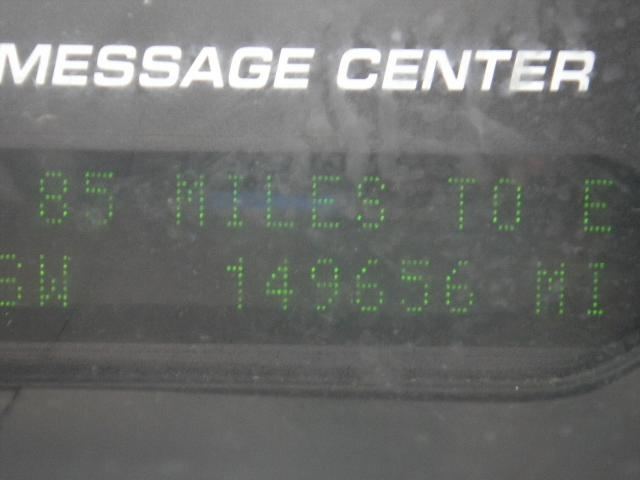 MESSAGE CENTER
85 MILES TO E
SW 149656 MI